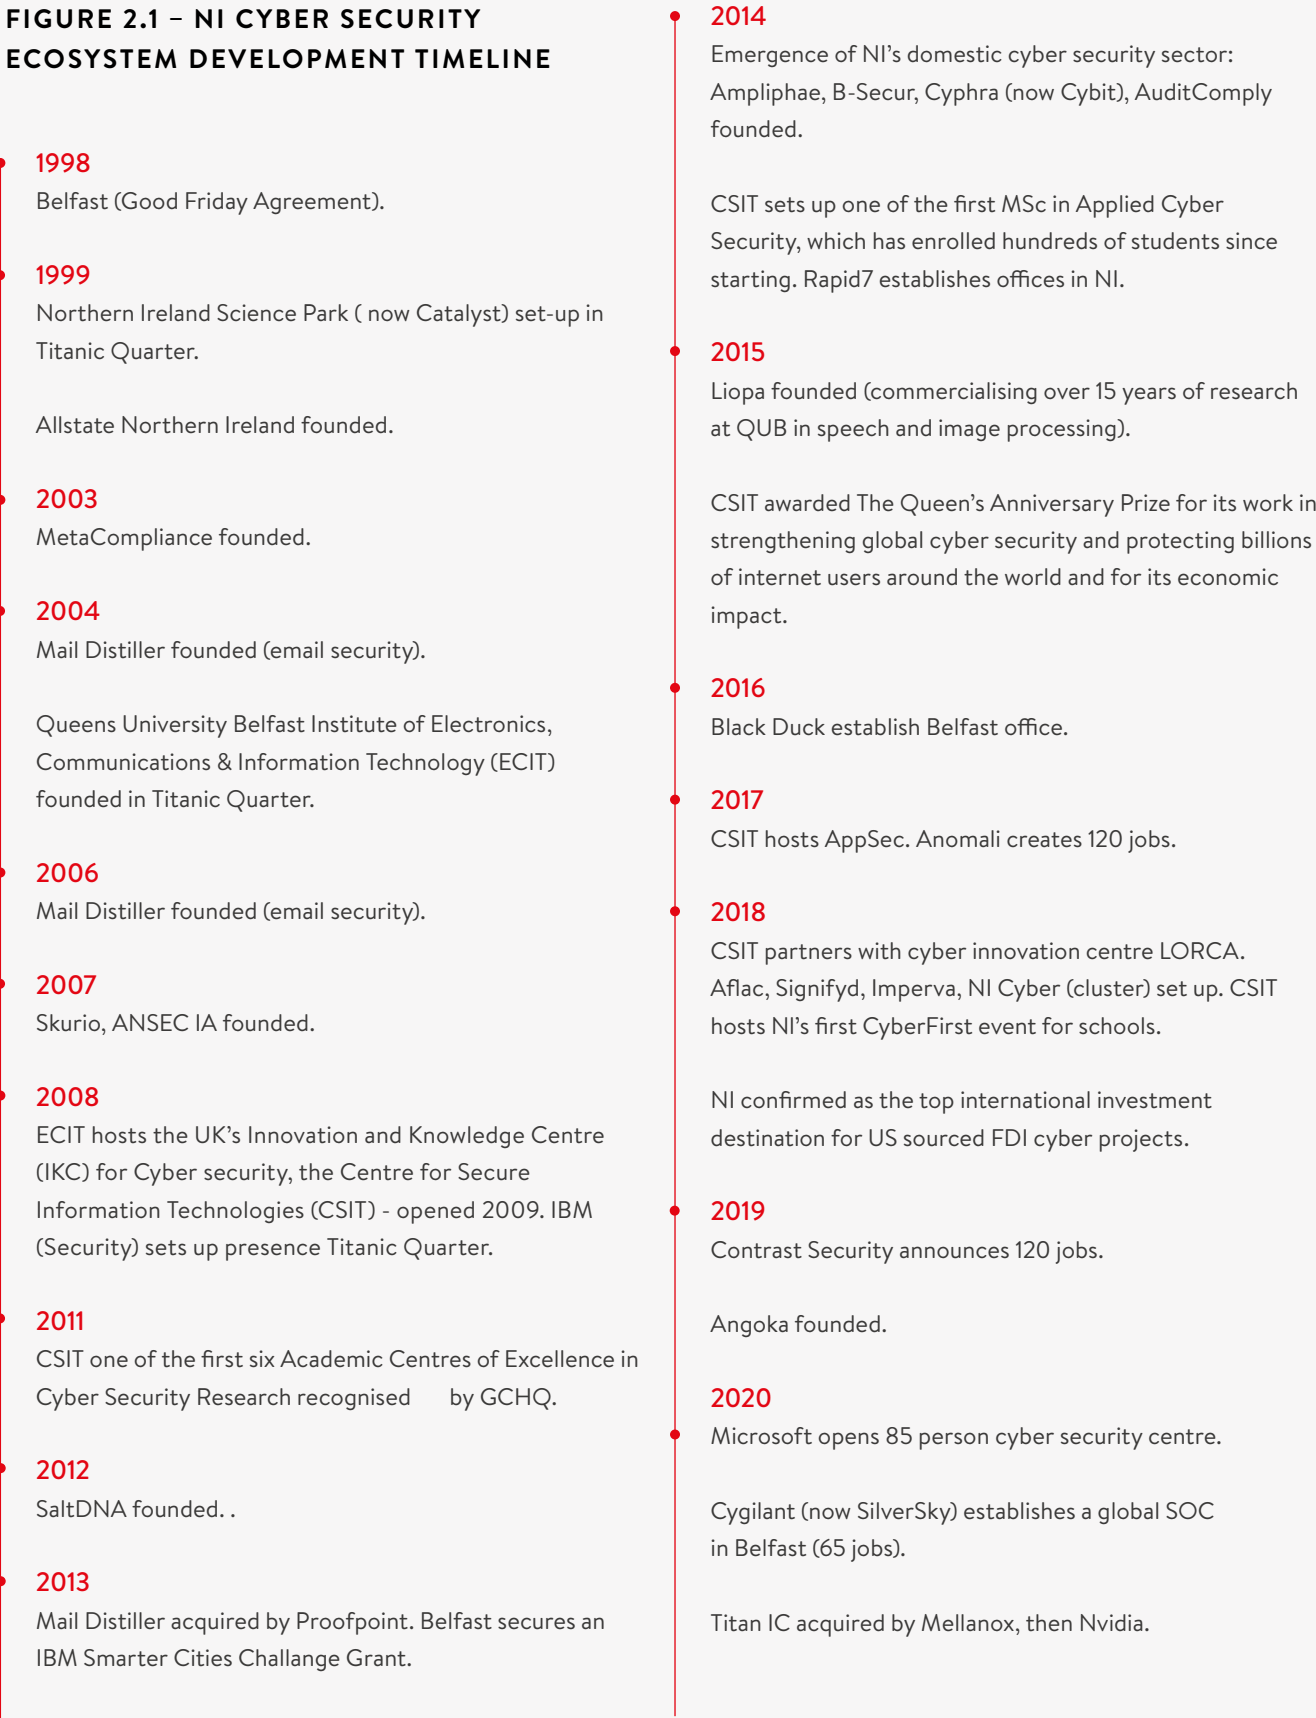 FIGURE 2.1 – NI CYBER SECURITY
ECOSYSTEM DEVELOPMENT TIMELINE
1998
Belfast (Good Friday Agreement).
1999
Northern Ireland Science Park ( now Catalyst) set-up in
Titanic Quarter.
Allstate Northern Ireland founded.
2003
MetaCompliance founded.
2004
Mail Distiller founded (email security).
Queens University Belfast Institute of Electronics,
Communications & Information Technology (ECIT)
founded in Titanic Quarter.
2006
Mail Distiller founded (email security).
2007
Skurio, ANSEC IA founded.
2008
ECIT hosts the UK’s Innovation and Knowledge Centre
(IKC) for Cyber security, the Centre for Secure
Information Technologies (CSIT) - opened 2009. IBM
(Security) sets up presence Titanic Quarter.
2011
CSIT one of the first six Academic Centres of Excellence in
Cyber Security Research recognised by GCHQ.
2012
SaltDNA founded. .
2013
Mail Distiller acquired by Proofpoint. Belfast secures an
IBM Smarter Cities Challange Grant.
2014
Emergence of NI’s domestic cyber security sector:
Ampliphae, B-Secur, Cyphra (now Cybit), AuditComply
founded.
CSIT sets up one of the first MSc in Applied Cyber
Security, which has enrolled hundreds of students since
starting. Rapid7 establishes offices in NI.
2015
Liopa founded (commercialising over 15 years of research
at QUB in speech and image processing).
CSIT awarded The Queen’s Anniversary Prize for its work in
strengthening global cyber security and protecting billions
of internet users around the world and for its economic
impact.
2016
Black Duck establish Belfast office.
2017
CSIT hosts AppSec. Anomali creates 120 jobs.
2018
CSIT partners with cyber innovation centre LORCA.
Aflac, Signifyd, Imperva, NI Cyber (cluster) set up. CSIT
hosts NI’s first CyberFirst event for schools.
NI confirmed as the top international investment
destination for US sourced FDI cyber projects.
2019
Contrast Security announces 120 jobs.
Angoka founded.
2020
Microsoft opens 85 person cyber security centre.
Cygilant (now SilverSky) establishes a global SOC
in Belfast (65 jobs).
Titan IC acquired by Mellanox, then Nvidia.